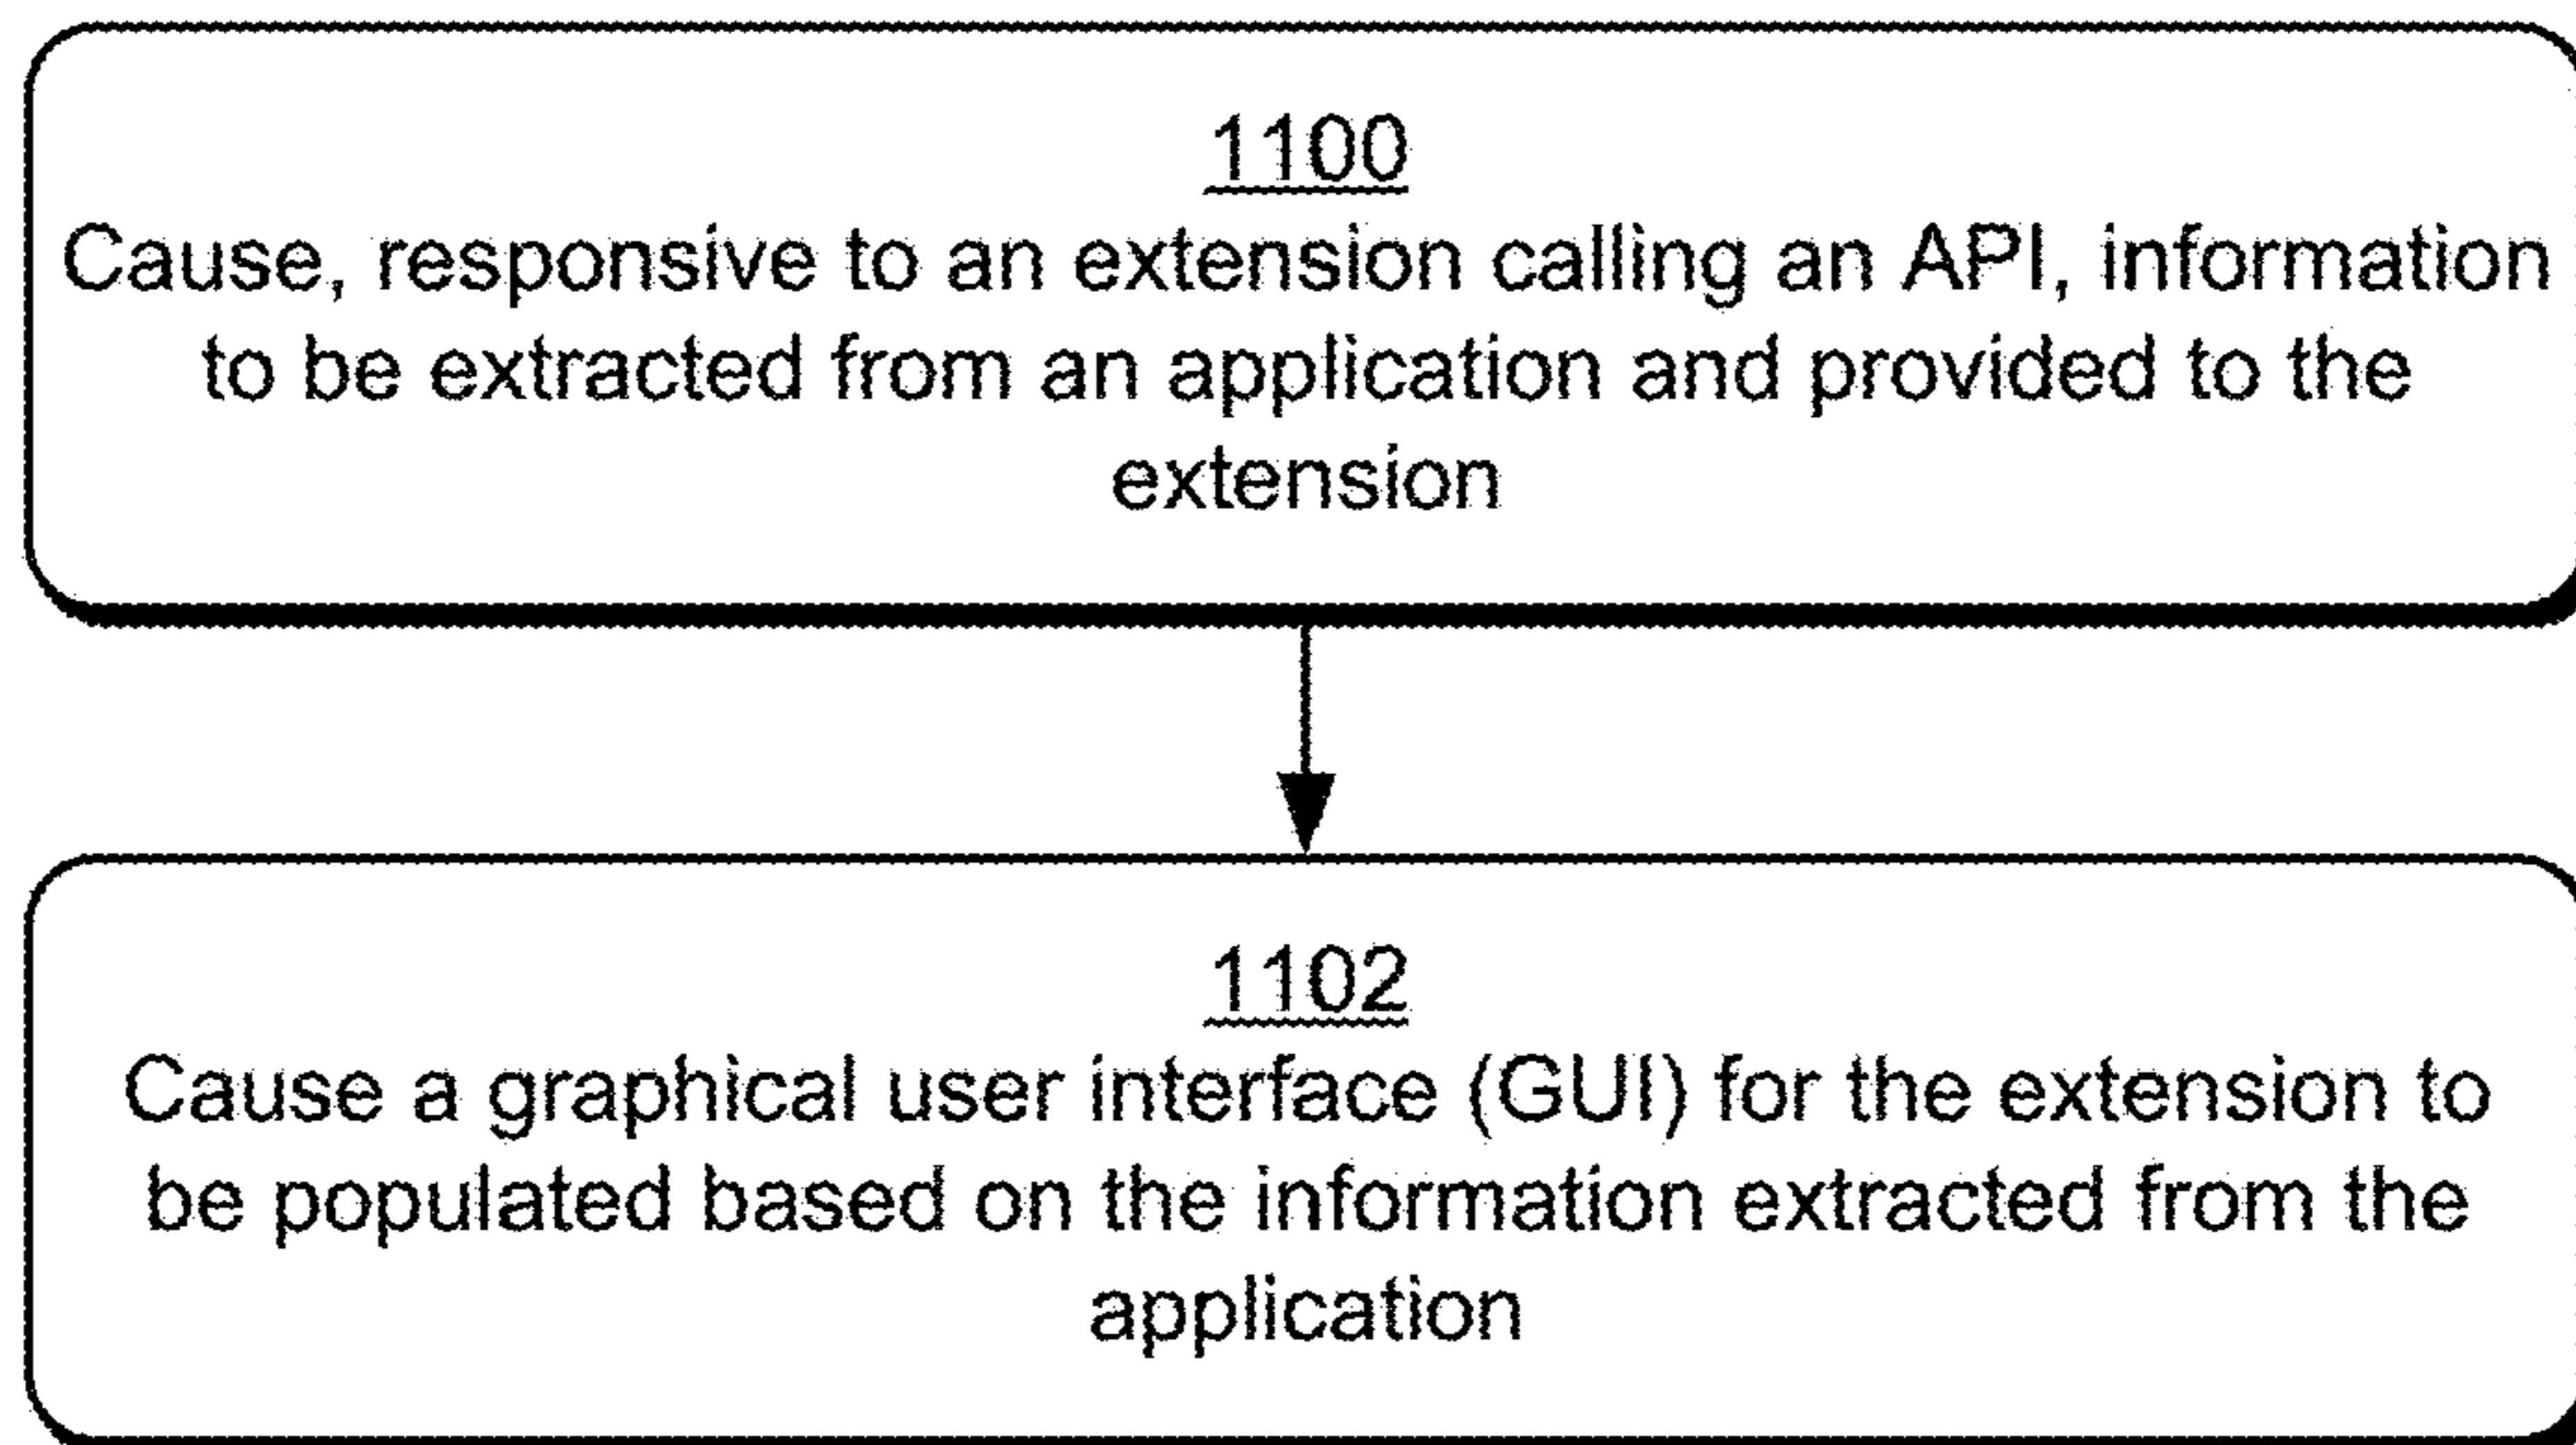 1100
Cause, responsive to an extension calling an API, information
to be extracted from an application and provided to the
extension
1102
Cause a graphical user interface (GUI) for the extension to
be populated based on the information extracted from the
application